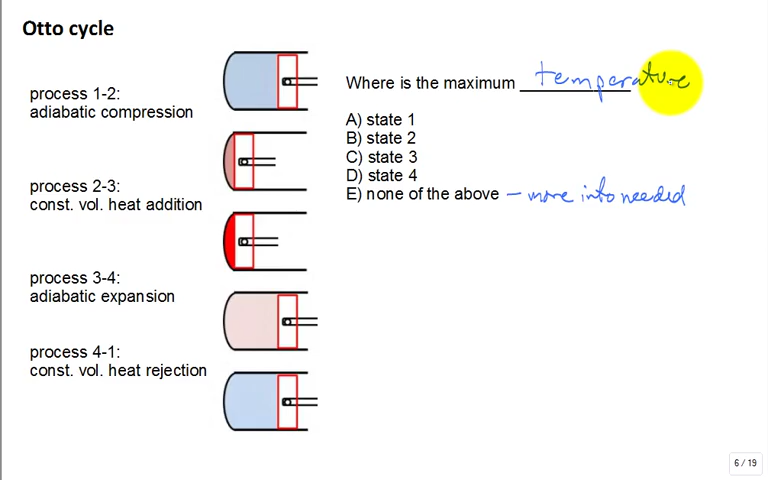 Otto cycle
process 1-2:
adiabatic compression
process 2-3:
const. vol. heat addition
process 3-4:
adiabatic expansion
process 4-1:
const. vol. heat rejection
Where is the maximum temperature
A) state 1
B) state 2
C) state 3
D) state 4
E) none of the above – more info needed
6 / 19